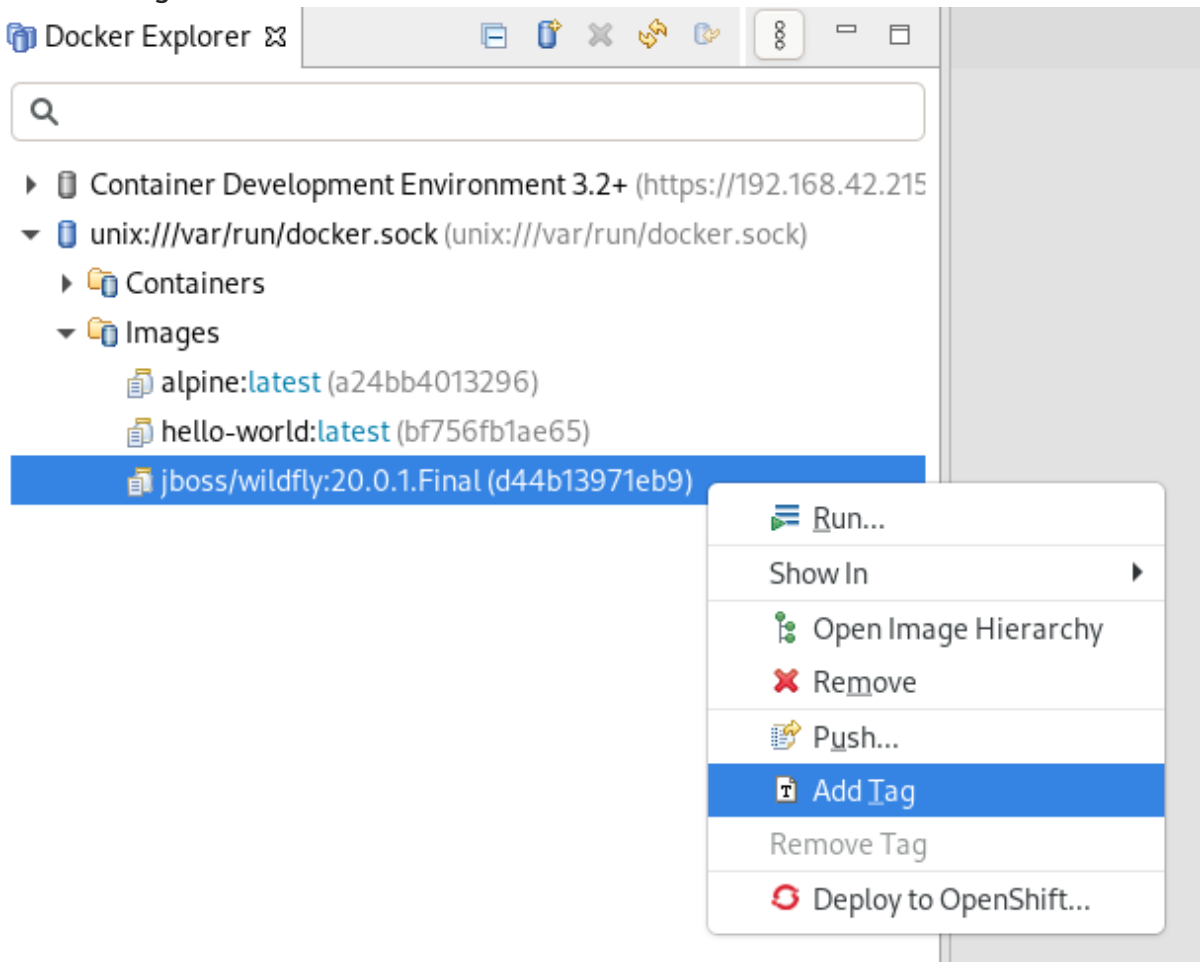 Docker Explorer
Container Development Environment 3.2+ (https://192.168.42.215
unix:///var/run/docker.sock (unix:///var/run/docker.sock)
Containers
Images
alpine:latest (a24bb4013296)
hello-world:latest (bf756fb1ae65)
jboss/wildfly:20.0.1.Final (d44b13971eb9)
Run...
Show In
Open Image Hierarchy
Remove
Push...
T Add Tag
Remove Tag
Deploy to OpenShift...